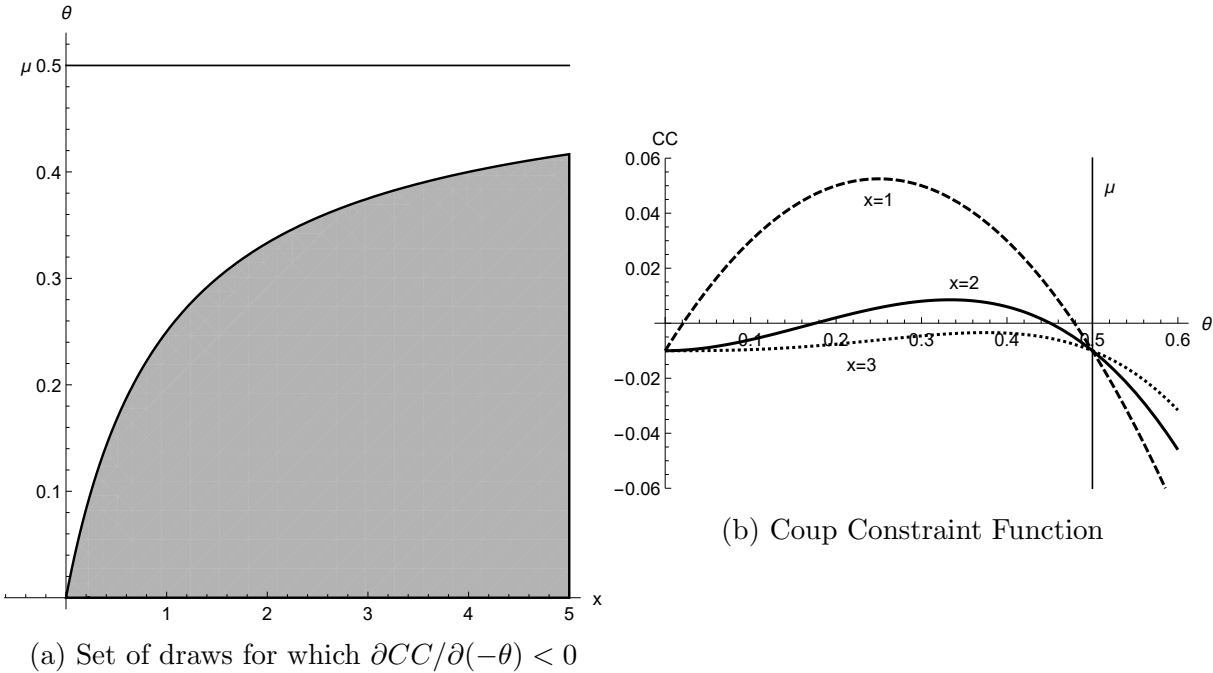 θ
μ 0.5
0.4
0.3
0.2
0.1
1 2 3 4 5 x
(a) Set of draws for which ∂CC/∂(−θ) < 0
CC
0.06
μ
x=1
0.04
0.02
x=2
0.1 0.2 0.3 0.4 0.5 0.6 θ
x=3
−0.02
−0.04
−0.06
(b) Coup Constraint Function